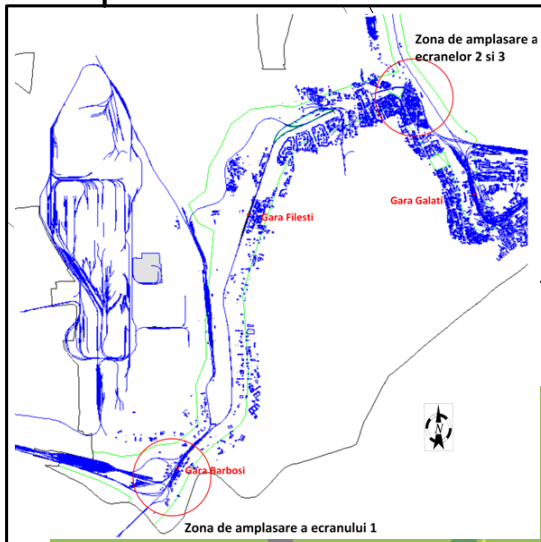 Zona de amplasare a
ecranelor 2 si 3
Gara Galati
Gara Filesti
Gara Barbosi
N
Zona de amplasare a ecranului 1